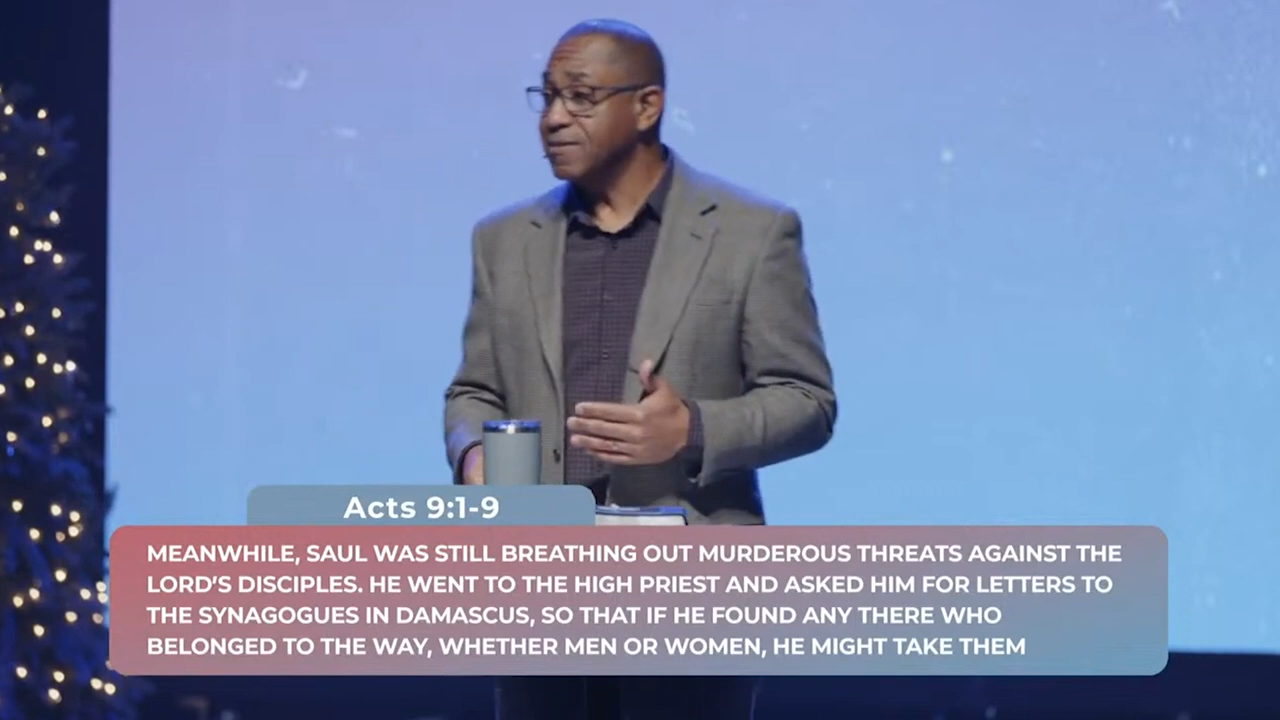 Acts 9:1-9
MEANWHILE, SAUL WAS STILL BREATHING OUT MURDEROUS THREATS AGAINST THE
LORD'S DISCIPLES. HE WENT TO THE HIGH PRIEST AND ASKED HIM FOR LETTERS TO
THE SYNAGOGUES IN DAMASCUS, SO THAT IF HE FOUND ANY THERE WHO
BELONGED TO THE WAY, WHETHER MEN OR WOMEN, HE MIGHT TAKE THEM